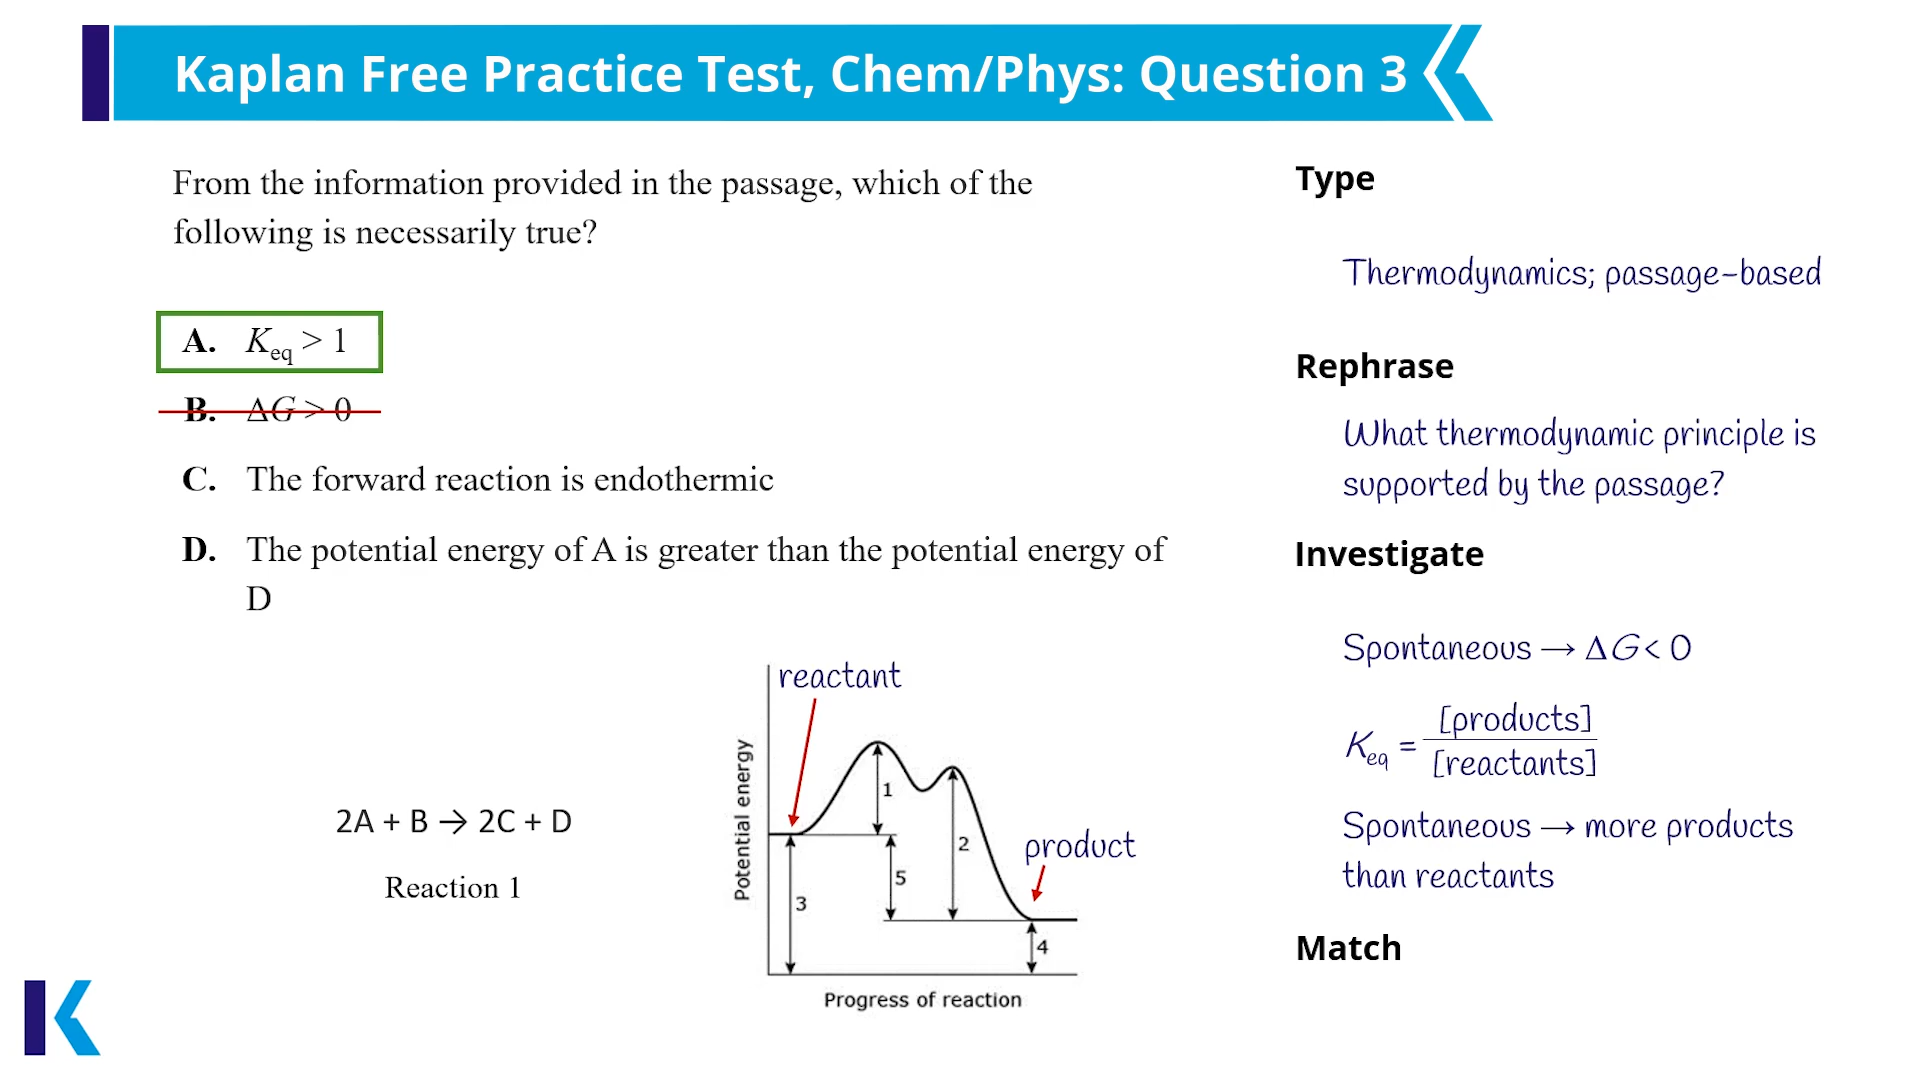 Kaplan Free Practice Test, Chem/Phys: Question 3
From the information provided in the passage, which of the
following is necessarily true?
A. Keq > 1
B. ΔG > 0
C. The forward reaction is endothermic
D. The potential energy of A is greater than the potential energy of
D
2A + B → 2C + D
Reaction 1
reactant
product
Potential energy
1
2
3
5
4
Progress of reaction
Type
Thermodynamics; passage-based
Rephrase
What thermodynamic principle is
supported by the passage?
Investigate
Spontaneous → ΔG < 0
Keq = [products]
[reactants]
Spontaneous → more products
than reactants
Match